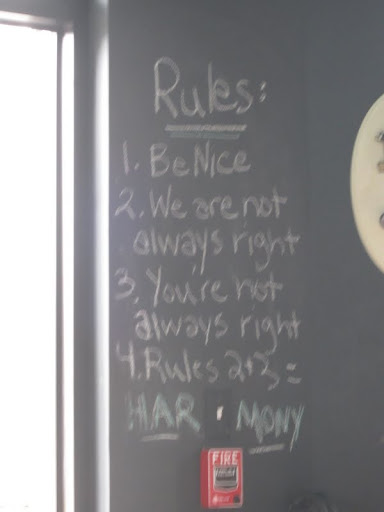 Rules:
1. Be Nice
2. We are not
always right
3. You're not
always right
4. Rules 2+3 =
HAR MONY
FIRE